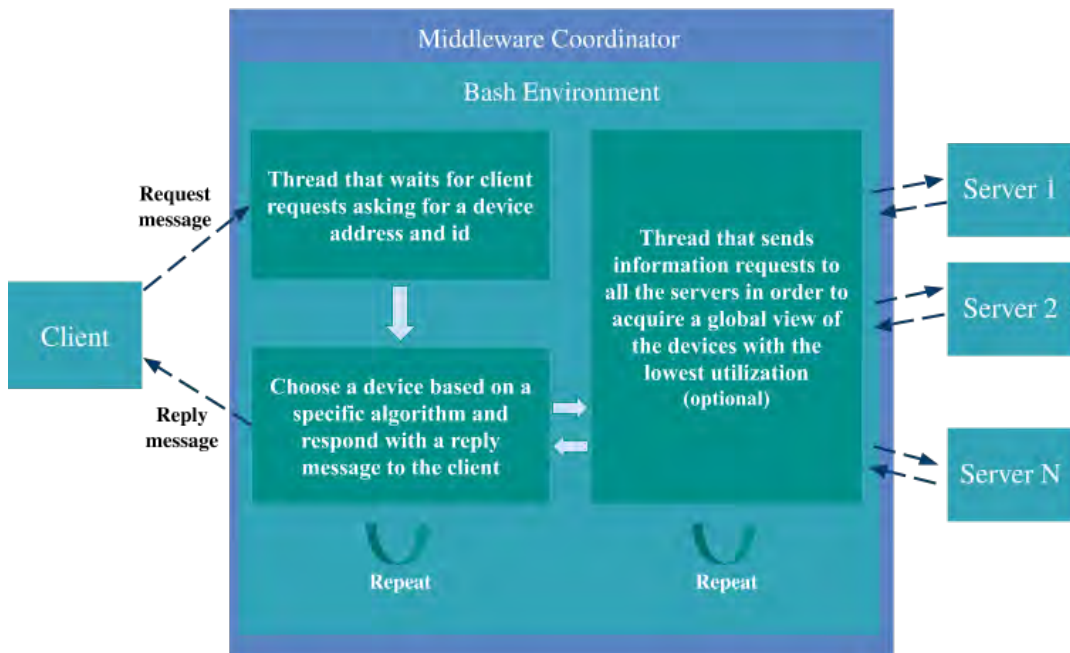 Middleware Coordinator
Bash Environment
Request
message
Thread that waits for client
requests asking for a device
address and id
Client
Reply
message
Choose a device based on a
specific algorithm and
respond with a reply
message to the client
Repeat
Thread that sends
information requests to
all the servers in order to
acquire a global view of
the devices with the
lowest utilization
(optional)
Repeat
Server 1
Server 2
Server N